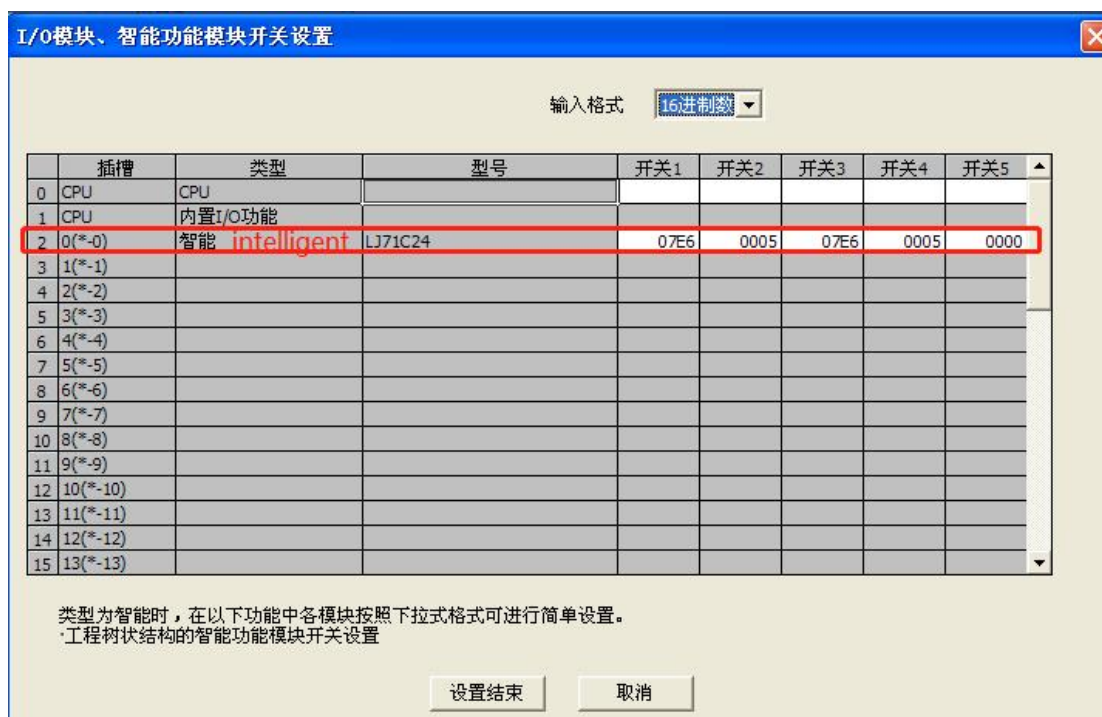 I/O模块、智能功能模块开关设置
输入格式 16进制数
插槽 类型 型号 开关1 开关2 开关3 开关4 开关5
0 CPU CPU
1 CPU 内置I/O功能
2 0(*-0) 智能 intelligent LJ71C24 07E6 0005 07E6 0005 0000
3 1(*-1)
4 2(*-2)
5 3(*-3)
6 4(*-4)
7 5(*-5)
8 6(*-6)
9 7(*-7)
10 8(*-8)
11 9(*-9)
12 10(*-10)
13 11(*-11)
14 12(*-12)
15 13(*-13)
类型为智能时，在以下功能中各模块按照下拉式格式可进行简单设置。
·工程树状结构的智能功能模块开关设置
设置结束 取消